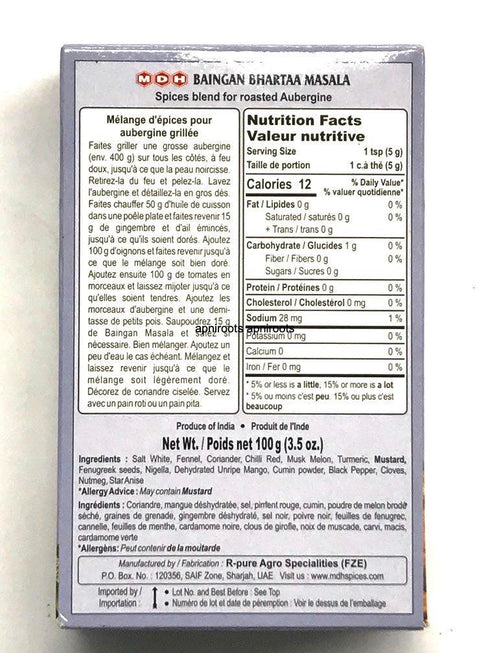 MDH BAINGAN BHARTAA MASALA
Spices blend for roasted Aubergine
Mélange d'épices pour
aubergine grillée
Faites griller une grosse aubergine
(env. 400 g) sur tous les côtés, à feu
doux, jusqu'à ce que la peau noircisse.
Retirez-la du feu et pelez-la. Lavez
l'aubergine et détaillez-la en gros dés.
Faites chauffer 50 g d'huile de cuisson
dans une poêle plate et faites revenir 15
g de gingembre et d'ail émincés,
jusqu'à ce qu'ils soient dorés. Ajoutez
100 g d'oignons et faites revenir jusqu'à
ce que le mélange soit bien doré.
Ajoutez ensuite 100 g de tomates en
morceaux et laissez mijoter jusqu'à ce
qu'elles soient tendres. Ajoutez les
morceaux d'aubergine et une demi-
tasse de petits pois. Saupoudrez 15 g
de Baingan Masala et salez si
nécessaire. Bien mélanger. Ajoutez un
peu d'eau le cas échéant. Mélangez et
laissez revenir jusqu'à ce que le
mélange soit légèrement doré.
Décorez de coriandre ciselée. Servez
avec un pain roti ou un pain pita.
Nutrition Facts
Valeur nutritive
Serving Size 1 tsp (5 g)
Taille de portion 1 c.à thé (5 g)
Calories 12 % Daily Value*
% valeur quotidienne*
Fat / Lipides 0 g 0 %
Saturated / saturés 0 g 0 %
+ Trans / trans 0 g
Carbohydrate / Glucides 1 g 0 %
Fiber / Fibers 0 g 0 %
Sugars / Sucres 0 g
Protein / Protéines 0 g 0 %
Cholesterol / Cholestérol 0 mg 0 %
Sodium 28 mg 1 %
apniroots apniroots
Potassium 0 mg 0 %
Calcium 0 0 %
Iron / Fer 0 mg 0 %
* 5% or less is a little, 15% or more is a lot
* 5% ou moins c'est peu. 15% ou plus c'est
beaucoup
Produce of India • Produit de l'Inde
Net Wt. / Poids net 100 g (3.5 oz.)
Ingredients : Salt White, Fennel, Coriander, Chilli Red, Musk Melon, Turmeric, Mustard,
Fenugreek seeds, Nigella, Dehydrated Unripe Mango, Cumin powder, Black Pepper, Cloves,
Nutmeg, Star Anise
*Allergy Advice : May contain Mustard
Ingrédients : Coriandre, mangue déshydratée, sel, piment rouge, cumin, poudre de melon brodé
séché, graines de grenade, gingembre déshydraté, sel noir, poivre noir, feuilles de fenugrec,
cannelle, feuilles de menthe, cardamome noire, clous de girofle, noix de muscade, carvi, macis,
cardamome verte
*Allergèns: Peut contenir de la moutarde
Manufactured by / Fabrication : R-pure Agro Specialities (FZE)
P.O. Box. No. : 120356, SAIF Zone, Sharjah, UAE Visit us : www.mdhspices.com
Imported by / • Lot No. and Best Before : See Top
Importation : • Numéro de lot et date de péremption : Voir le dessus de l'emballage